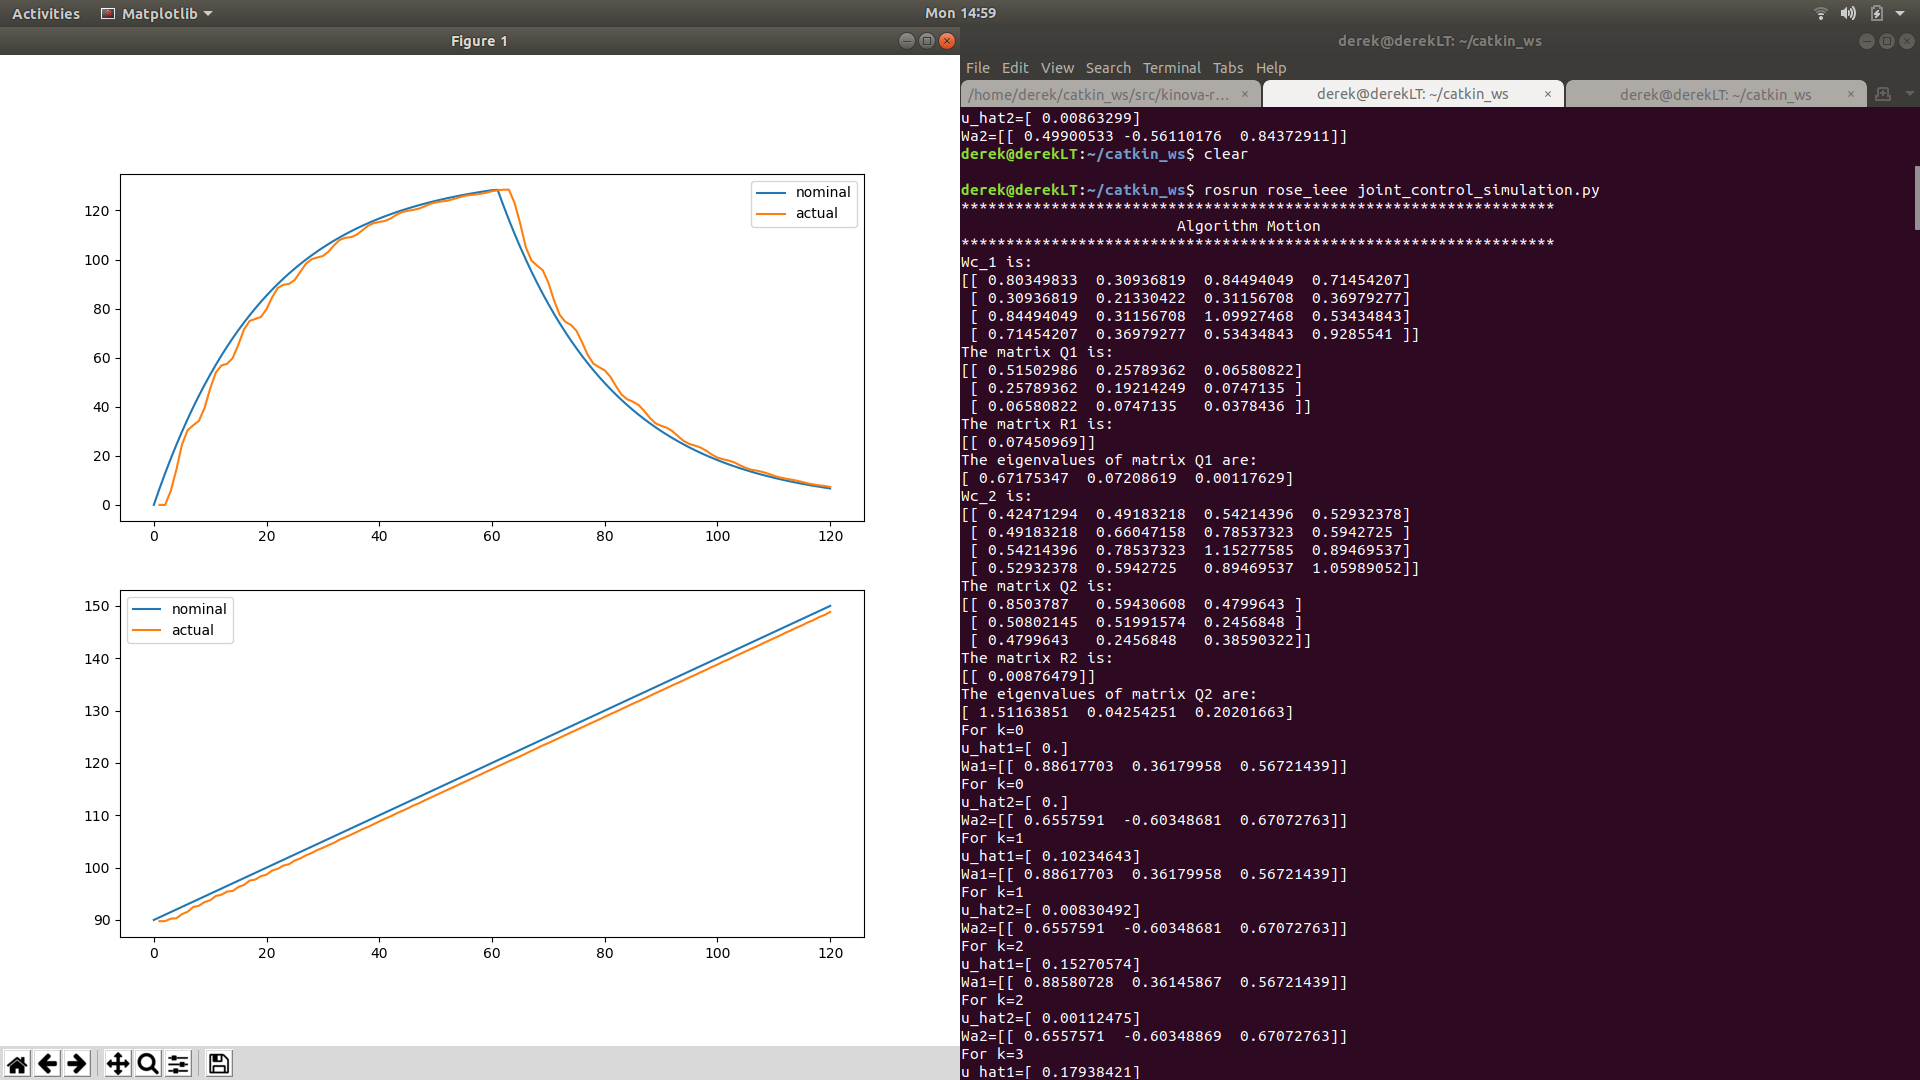 Activities Matplotlib Mon 14:59
Figure 1
nominal
actual
120
100
80
60
40
20
0
0 20 40 60 80 100 120
nominal
actual
150
140
130
120
110
100
90
0 20 40 60 80 100 120
derek@derekLT: ~/catkin_ws
File Edit View Search Terminal Tabs Help
/home/derek/catkin_ws/src/kinova-r... × derek@derekLT: ~/catkin_ws × derek@derekLT: ~/catkin_ws ×
u_hat2=[ 0.00863299]
Wa2=[[ 0.49900533 -0.56110176  0.84372911]]
derek@derekLT:~/catkin_ws$ clear
derek@derekLT:~/catkin_ws$ rosrun rose_ieee joint_control_simulation.py
******************************************************************
Algorithm Motion
******************************************************************
Wc_1 is:
[[ 0.80349833  0.30936819  0.84494049  0.71454207]
 [ 0.30936819  0.21330422  0.31156708  0.36979277]
 [ 0.84494049  0.31156708  1.09927468  0.53434843]
 [ 0.71454207  0.36979277  0.53434843  0.9285541 ]]
The matrix Q1 is:
[[ 0.51502986  0.25789362  0.06580822]
 [ 0.25789362  0.19214249  0.0747135 ]
 [ 0.06580822  0.0747135   0.0378436 ]]
The matrix R1 is:
[[ 0.07450969]]
The eigenvalues of matrix Q1 are:
[ 0.67175347  0.07208619  0.00117629]
Wc_2 is:
[[ 0.42471294  0.49183218  0.54214396  0.52932378]
 [ 0.49183218  0.66047158  0.78537323  0.5942725 ]
 [ 0.54214396  0.78537323  1.15277585  0.89469537]
 [ 0.52932378  0.5942725   0.89469537  1.05989052]]
The matrix Q2 is:
[[ 0.8503787   0.59430608  0.4799643 ]
 [ 0.50802145  0.51991574  0.2456848 ]
 [ 0.4799643   0.2456848   0.38590322]]
The matrix R2 is:
[[ 0.00876479]]
The eigenvalues of matrix Q2 are:
[ 1.51163851  0.04254251  0.20201663]
For k=0
u_hat1=[ 0.]
Wa1=[[ 0.88617703  0.36179958  0.56721439]]
For k=0
u_hat2=[ 0.]
Wa2=[[ 0.6557591  -0.60348681  0.67072763]]
For k=1
u_hat1=[ 0.10234643]
Wa1=[[ 0.88617703  0.36179958  0.56721439]]
For k=1
u_hat2=[ 0.00830492]
Wa2=[[ 0.6557591  -0.60348681  0.67072763]]
For k=2
u_hat1=[ 0.15270574]
Wa1=[[ 0.88580728  0.36145867  0.56721439]]
For k=2
u_hat2=[ 0.00112475]
Wa2=[[ 0.6557571  -0.60348869  0.67072763]]
For k=3
u_hat1=[ 0.17938421]